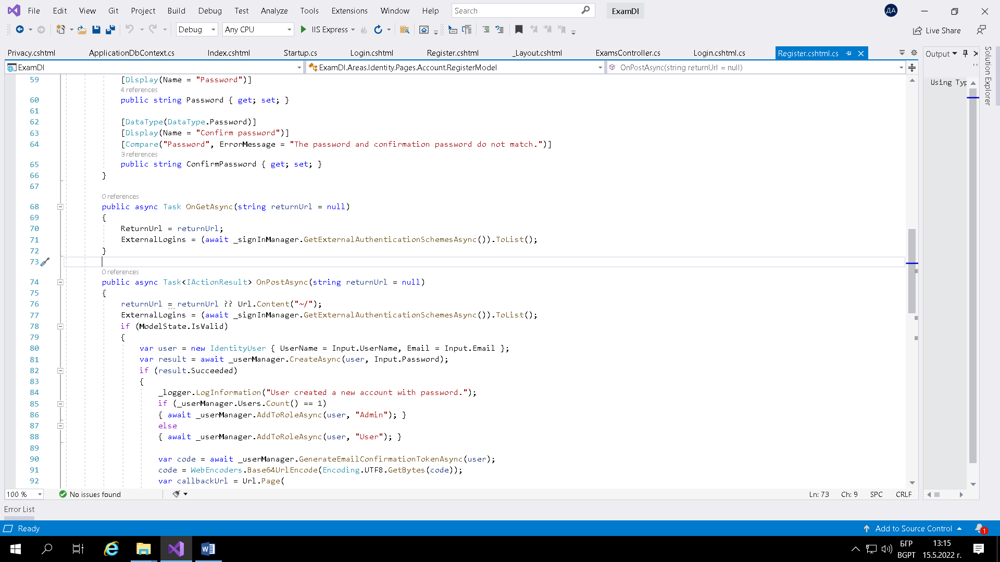 File Edit View Git Project Build Debug Test Analyze Tools Extensions Window Help Search ExamDI ДА
Debug Any CPU IIS Express Live Share
Privacy.cshtml ApplicationDbContext.cs Index.cshtml Startup.cs Login.cshtml Register.cshtml _Layout.cshtml ExamsController.cs Login.cshtml.cs Register.cshtml.cs Output
ExamDI ExamDI.Areas.Identity.Pages.Account.RegisterModel OnPostAsync(string returnUrl = null)
Solution Explorer
Using Typ
59 [Display(Name = "Password")]
4 references
60 public string Password { get; set; }
61
62 [DataType(DataType.Password)]
63 [Display(Name = "Confirm password")]
64 [Compare("Password", ErrorMessage = "The password and confirmation password do not match.")]
3 references
65 public string ConfirmPassword { get; set; }
66 }
67
0 references
68 public async Task OnGetAsync(string returnUrl = null)
69 {
70 ReturnUrl = returnUrl;
71 ExternalLogins = (await _signInManager.GetExternalAuthenticationSchemesAsync()).ToList();
72 }
73
0 references
74 public async Task<IActionResult> OnPostAsync(string returnUrl = null)
75 {
76 returnUrl = returnUrl ?? Url.Content("~/");
77 ExternalLogins = (await _signInManager.GetExternalAuthenticationSchemesAsync()).ToList();
78 if (ModelState.IsValid)
79 {
80 var user = new IdentityUser { UserName = Input.UserName, Email = Input.Email };
81 var result = await _userManager.CreateAsync(user, Input.Password);
82 if (result.Succeeded)
83 {
84 _logger.LogInformation("User created a new account with password.");
85 if (_userManager.Users.Count() == 1)
86 { await _userManager.AddToRoleAsync(user, "Admin"); }
87 else
88 { await _userManager.AddToRoleAsync(user, "User"); }
89
90 var code = await _userManager.GenerateEmailConfirmationTokenAsync(user);
91 code = WebEncoders.Base64UrlEncode(Encoding.UTF8.GetBytes(code));
92 var callbackUrl = Url.Page(
100 % No issues found Ln: 73 Ch: 9 SPC CRLF
Error List
Ready Add to Source Control 1
БГР 13:15
BGPT 15.5.2022 г.